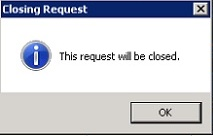 Closing Request
This request will be closed.
OK